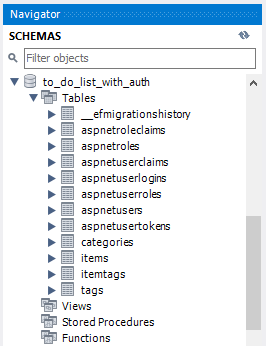 Navigator
SCHEMAS
Filter objects
to_do_list_with_auth
Tables
__efmigrationshistory
aspnetroleclaims
aspnetroles
aspnetuserclaims
aspnetuserlogins
aspnetuserroles
aspnetusers
aspnetusertokens
categories
items
itemtags
tags
Views
Stored Procedures
Functions